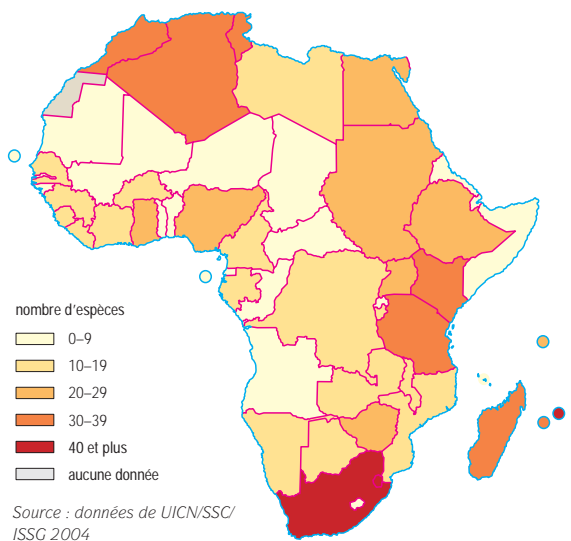 nombre d'espèces
0–9
10–19
20–29
30–39
40 et plus
aucune donnée
Source : données de UICN/SSC/
ISSG 2004